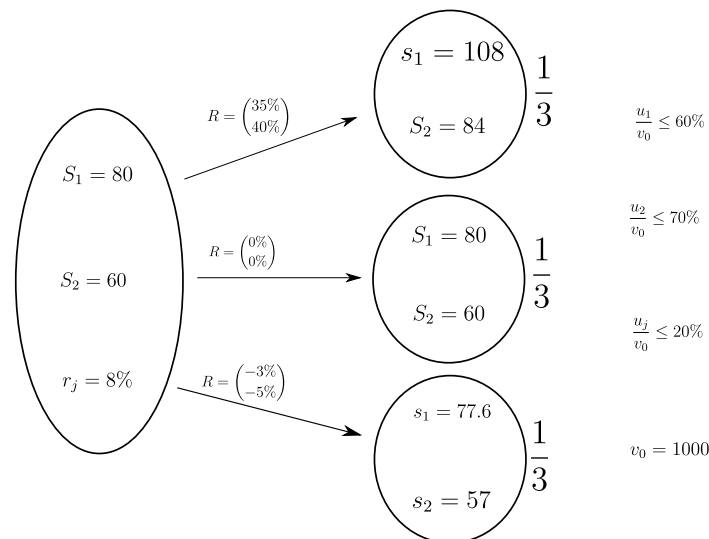 S_1 = 80
S_2 = 60
r_j = 8%
R = (35% 40%)
R = (0% 0%)
R = (−3% −5%)
s_1 = 108
S_2 = 84
1/3
S_1 = 80
S_2 = 60
1/3
s_1 = 77.6
s_2 = 57
1/3
u_1/v_0 ≤ 60%
u_2/v_0 ≤ 70%
u_j/v_0 ≤ 20%
v_0 = 1000